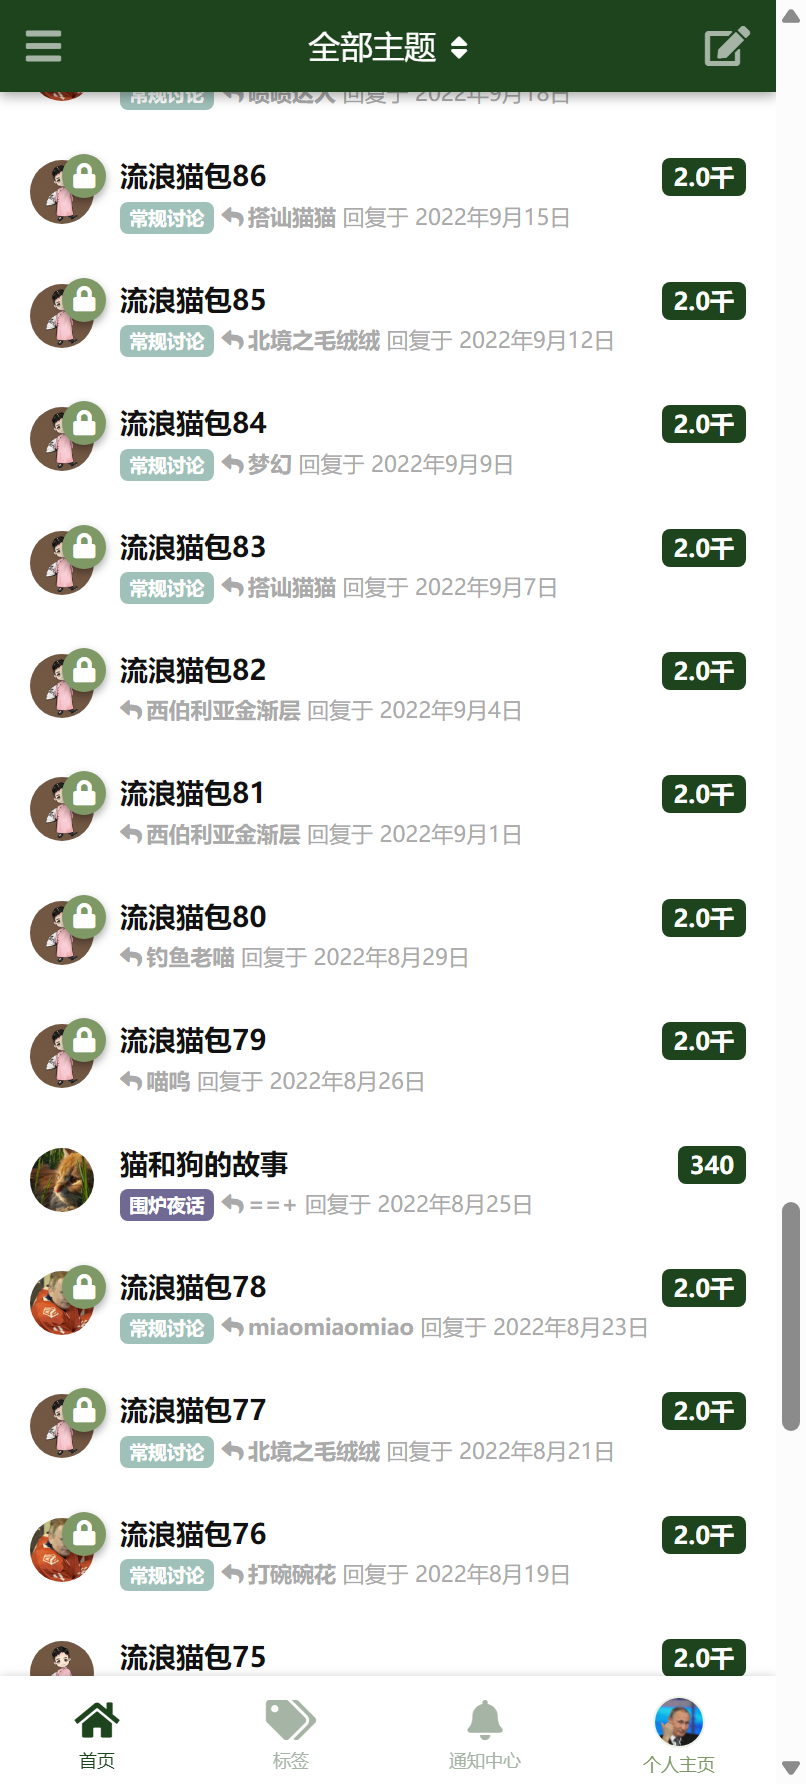 全部主题
常规讨论 啧啧达人 回复于 2022年9月18日
流浪猫包86 2.0千
常规讨论 搭讪猫猫 回复于 2022年9月15日
流浪猫包85 2.0千
常规讨论 北境之毛绒绒 回复于 2022年9月12日
流浪猫包84 2.0千
常规讨论 梦幻 回复于 2022年9月9日
流浪猫包83 2.0千
常规讨论 搭讪猫猫 回复于 2022年9月7日
流浪猫包82 2.0千
西伯利亚金渐层 回复于 2022年9月4日
流浪猫包81 2.0千
西伯利亚金渐层 回复于 2022年9月1日
流浪猫包80 2.0千
钓鱼老喵 回复于 2022年8月29日
流浪猫包79 2.0千
喵呜 回复于 2022年8月26日
猫和狗的故事 340
围炉夜话 ==+ 回复于 2022年8月25日
流浪猫包78 2.0千
常规讨论 miaomiaomiao 回复于 2022年8月23日
流浪猫包77 2.0千
常规讨论 北境之毛绒绒 回复于 2022年8月21日
流浪猫包76 2.0千
常规讨论 打碗碗花 回复于 2022年8月19日
流浪猫包75 2.0千
首页 标签 通知中心 个人主页